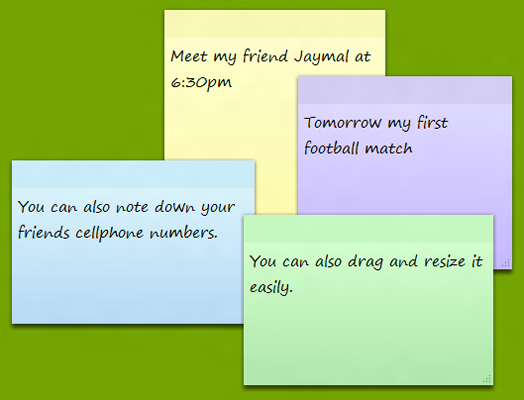 Meet my friend Jaymal at
6:30pm
Tomorrow my first
football match
You can also note down your
friends cellphone numbers.
You can also drag and resize it
easily.